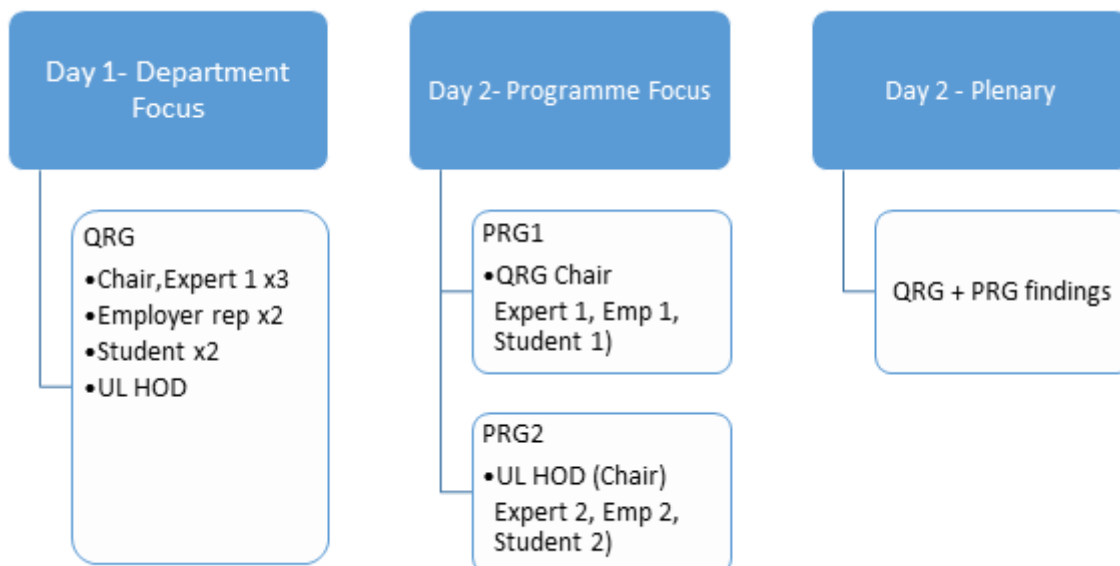 Day 1- Department
Focus
QRG
•Chair,Expert 1 x3
•Employer rep x2
•Student x2
•UL HOD
Day 2- Programme Focus
PRG1
•QRG Chair
Expert 1, Emp 1,
Student 1)
PRG2
•UL HOD (Chair)
Expert 2, Emp 2,
Student 2)
Day 2 - Plenary
QRG + PRG findings